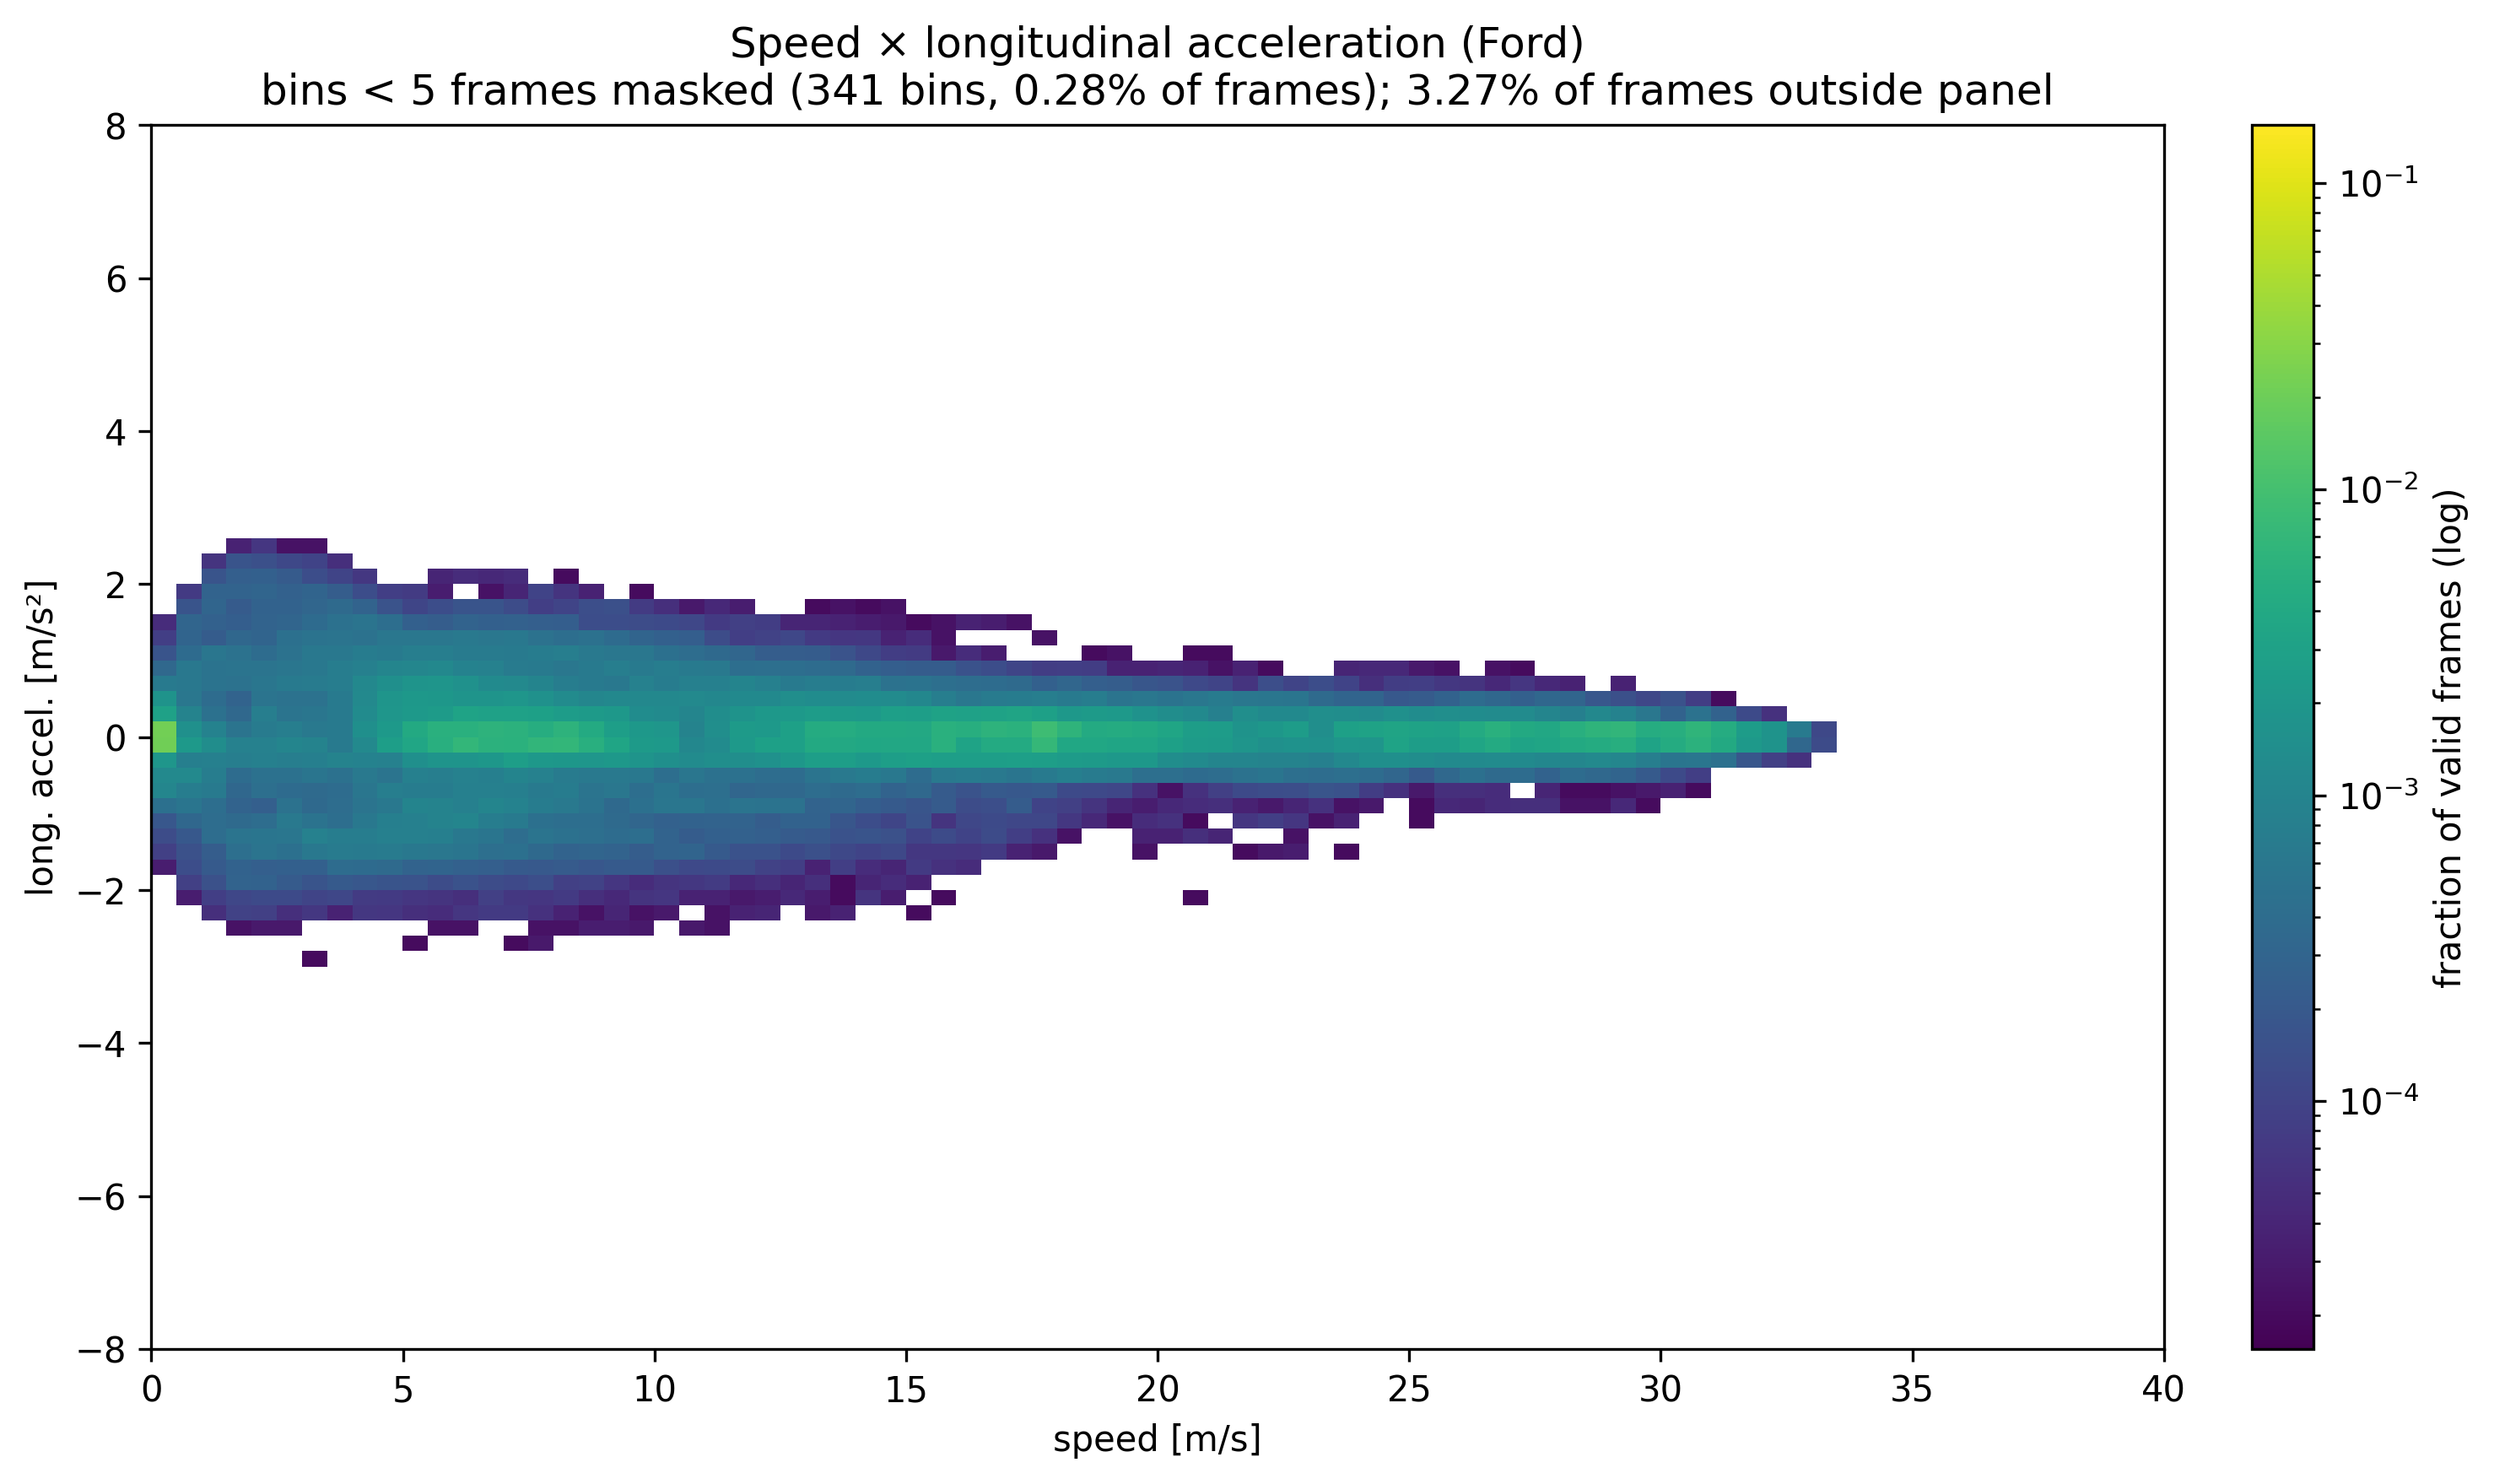 Speed × longitudinal acceleration (Ford)
bins < 5 frames masked (341 bins, 0.28% of frames); 3.27% of frames outside panel
8
6
4
2
0
−2
−4
−6
−8
long. accel. [m/s²]
0 5 10 15 20 25 30 35 40
speed [m/s]
10⁻¹
10⁻²
10⁻³
10⁻⁴
fraction of valid frames (log)